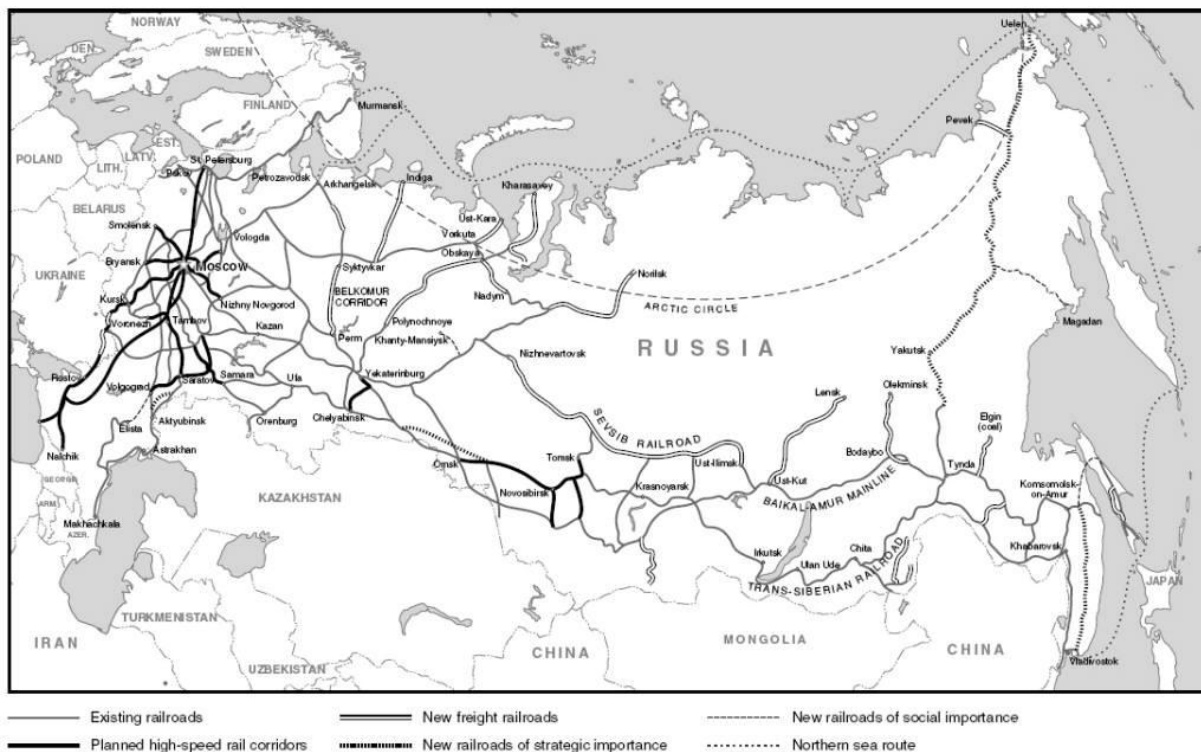 NORWAY
Uelen
DEN.
SWEDEN
FINLAND
Murmansk
Pevek
EST.
LATV.
LITH.
POLAND
St. Petersburg
Pskov
Petrozavodsk
Arkhangelsk
Indiga
Kharasavey
BELARUS
Ust-Kara
Vorkuta
Smolensk
Vologda
Obskaya
Bryansk
MOSCOW
Syktyvkar
Norilsk
UKRAINE
BELKOMUR
CORRIDOR
Nadym
ARCTIC CIRCLE
Kursk
Nizhny Novgorod
Magadan
Voronezh
Tambov
Kazan
Polynochnoye
Perm
Khanty-Mansiysk
RUSSIA
Nizhnevartovsk
Yakutsk
Rostov
Volgograd
Saratov
Samara
Ufa
Yekaterinburg
Lensk
Olekminsk
Elista
Aktyubinsk
Orenburg
Chelyabinsk
SEVSIB RAILROAD
Elgin
(coal)
Nalchik
Astrakhan
Omsk
Tomsk
Ust-Ilimsk
Bodaybo
Tynda
Ust-Kut
Komsomolsk-
on-Amur
GEORGIA
KAZAKHSTAN
Novosibirsk
Krasnoyarsk
BAIKAL-AMUR MAINLINE
ARM.
Makhachkala
AZER.
Irkutsk
Ulan Ude
Chita
Khabarovsk
TRANS-SIBERIAN RAILROAD
JAPAN
TURKMENISTAN
IRAN
UZBEKISTAN
CHINA
MONGOLIA
CHINA
Vladivostok
Existing railroads
New freight railroads
New railroads of social importance
Planned high-speed rail corridors
New railroads of strategic importance
Northern sea route